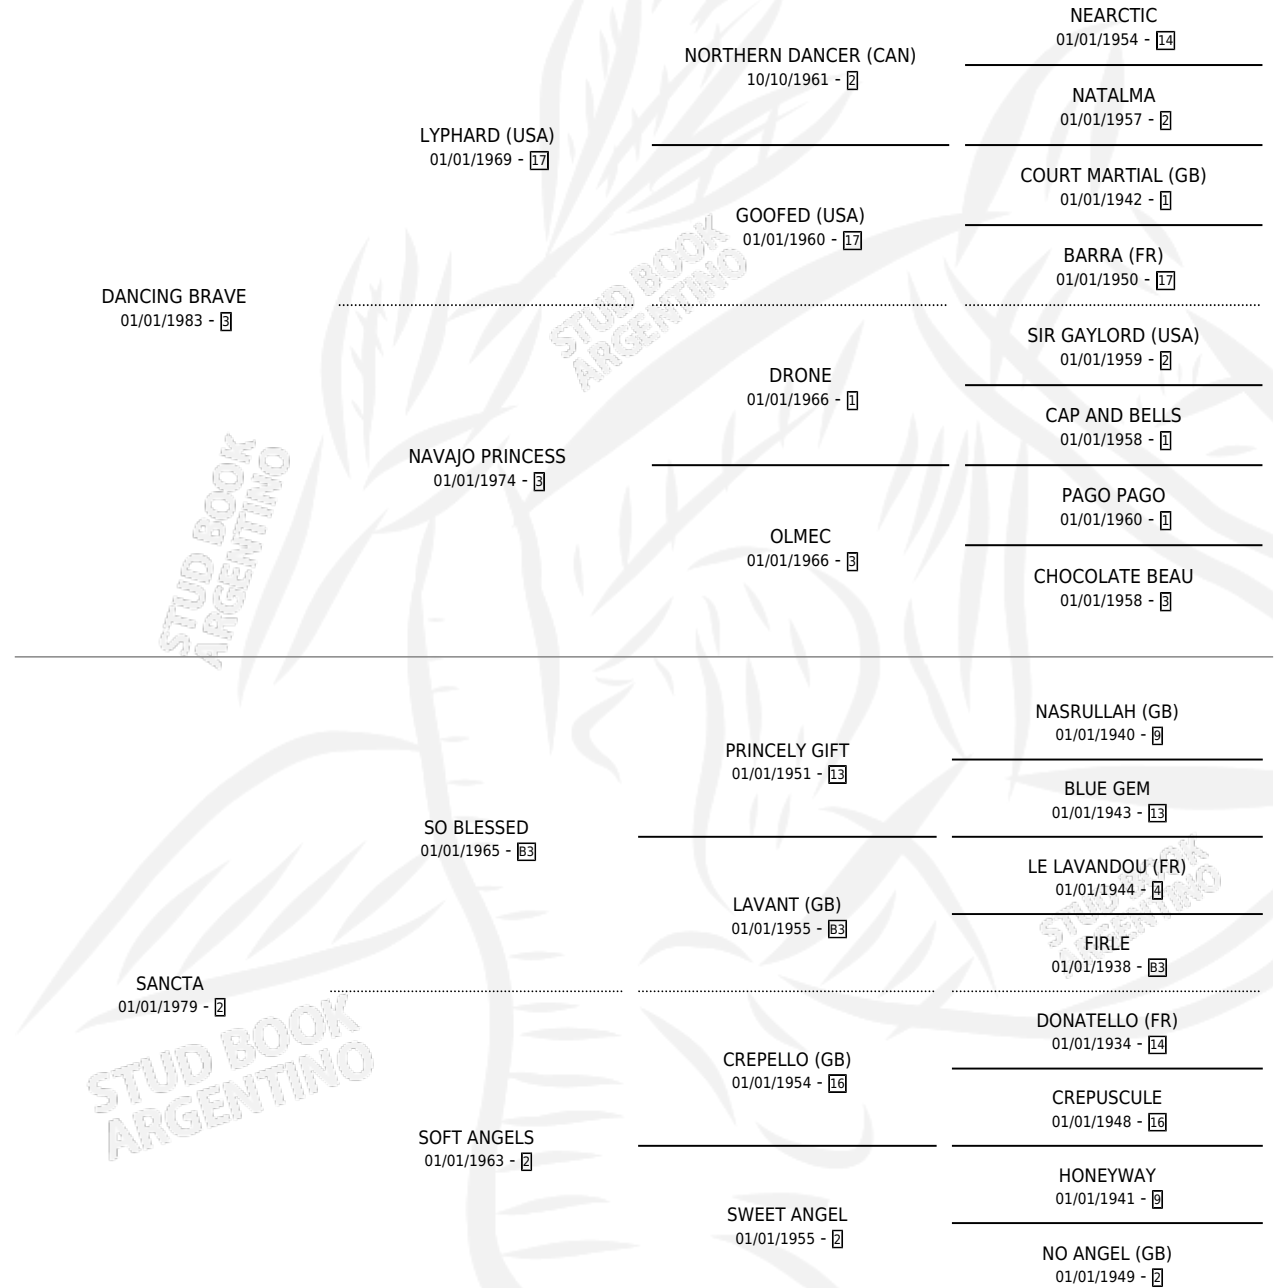 NEARCTIC
01/01/1954 - 14
NORTHERN DANCER (CAN)
10/10/1961 - 2
NATALMA
01/01/1957 - 2
LYPHARD (USA)
01/01/1969 - 17
COURT MARTIAL (GB)
01/01/1942 - 1
GOOFED (USA)
01/01/1960 - 17
BARRA (FR)
01/01/1950 - 17
DANCING BRAVE
01/01/1983 - 3
STUD BOOK
ARGENTINO
SIR GAYLORD (USA)
01/01/1959 - 2
DRONE
01/01/1966 - 1
CAP AND BELLS
01/01/1958 - 1
NAVAJO PRINCESS
01/01/1974 - 3
PAGO PAGO
01/01/1960 - 1
OLMEC
01/01/1966 - 3
CHOCOLATE BEAU
01/01/1958 - 3
STUD BOOK
ARGENTINO
NASRULLAH (GB)
01/01/1940 - 9
PRINCELY GIFT
01/01/1951 - 13
BLUE GEM
01/01/1943 - 13
SO BLESSED
01/01/1965 - B3
LE LAVANDOU (FR)
01/01/1944 - 4
LAVANT (GB)
01/01/1955 - B3
STUD BOOK
ARGENTINO
FIRLE
01/01/1938 - B3
SANCTA
01/01/1979 - 2
DONATELLO (FR)
01/01/1934 - 14
CREPELLO (GB)
01/01/1954 - 16
STUD BOOK
ARGENTINO
CREPUSCULE
01/01/1948 - 16
SOFT ANGELS
01/01/1963 - 2
HONEYWAY
01/01/1941 - 9
SWEET ANGEL
01/01/1955 - 2
NO ANGEL (GB)
01/01/1949 - 2